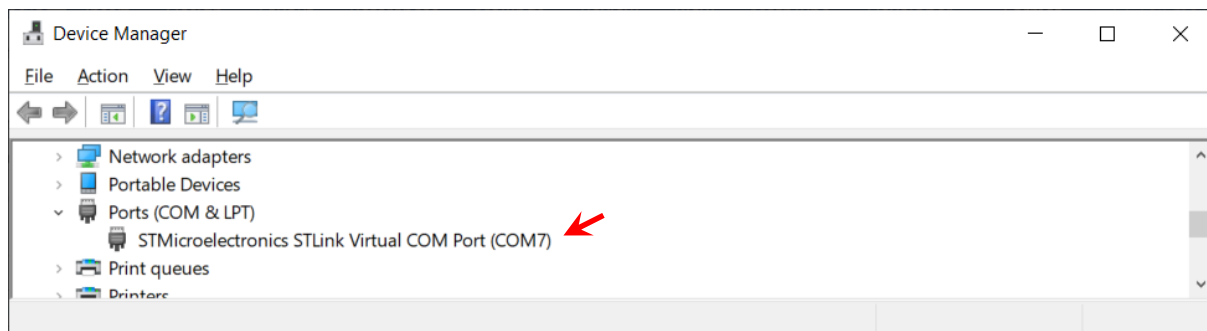 Device Manager
File Action View Help
Network adapters
Portable Devices
Ports (COM & LPT)
STMicroelectronics STLink Virtual COM Port (COM7)
Print queues
Printers